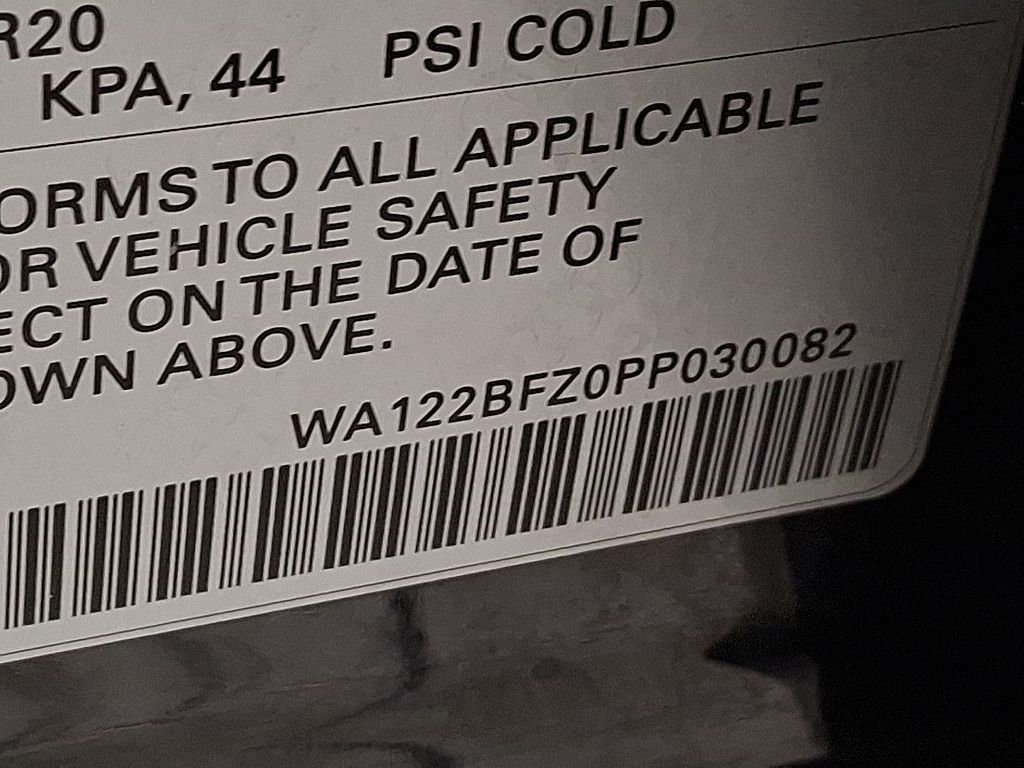 R20
KPA, 44 PSI COLD
ORMS TO ALL APPLICABLE
OR VEHICLE SAFETY
ECT ON THE DATE OF
OWN ABOVE.
WA122BFZ0PP030082